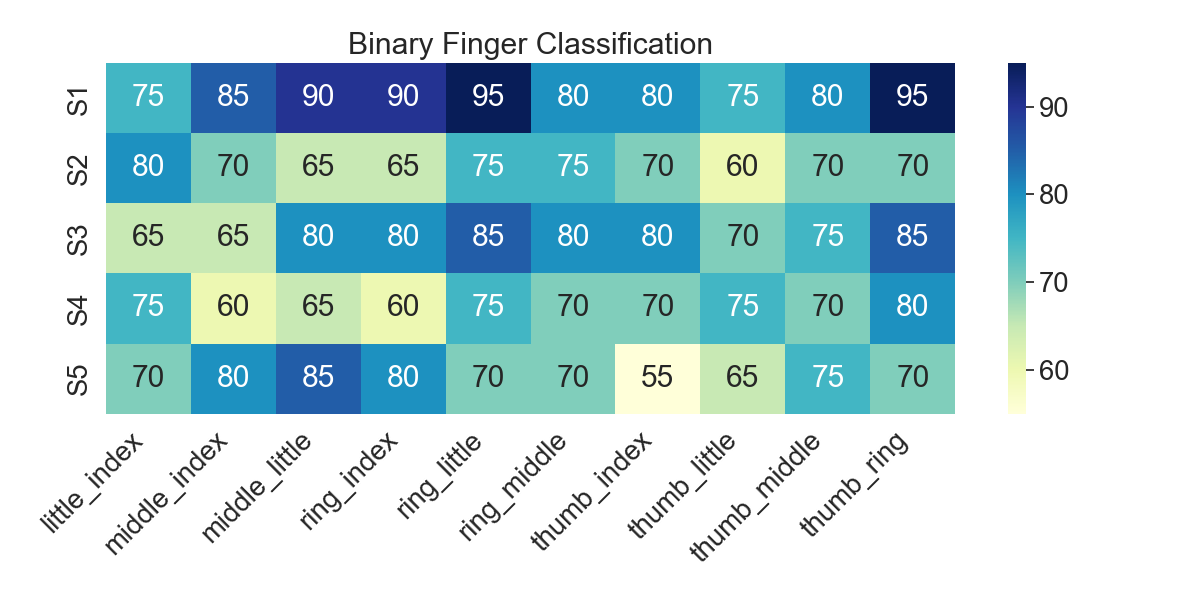 Binary Finger Classification
S1 75 85 90 90 95 80 80 75 80 95
S2 80 70 65 65 75 75 70 60 70 70
S3 65 65 80 80 85 80 80 70 75 85
S4 75 60 65 60 75 70 70 75 70 80
S5 70 80 85 80 70 70 55 65 75 70
little_index middle_index middle_little ring_index ring_little ring_middle thumb_index thumb_little thumb_middle thumb_ring
90
80
70
60